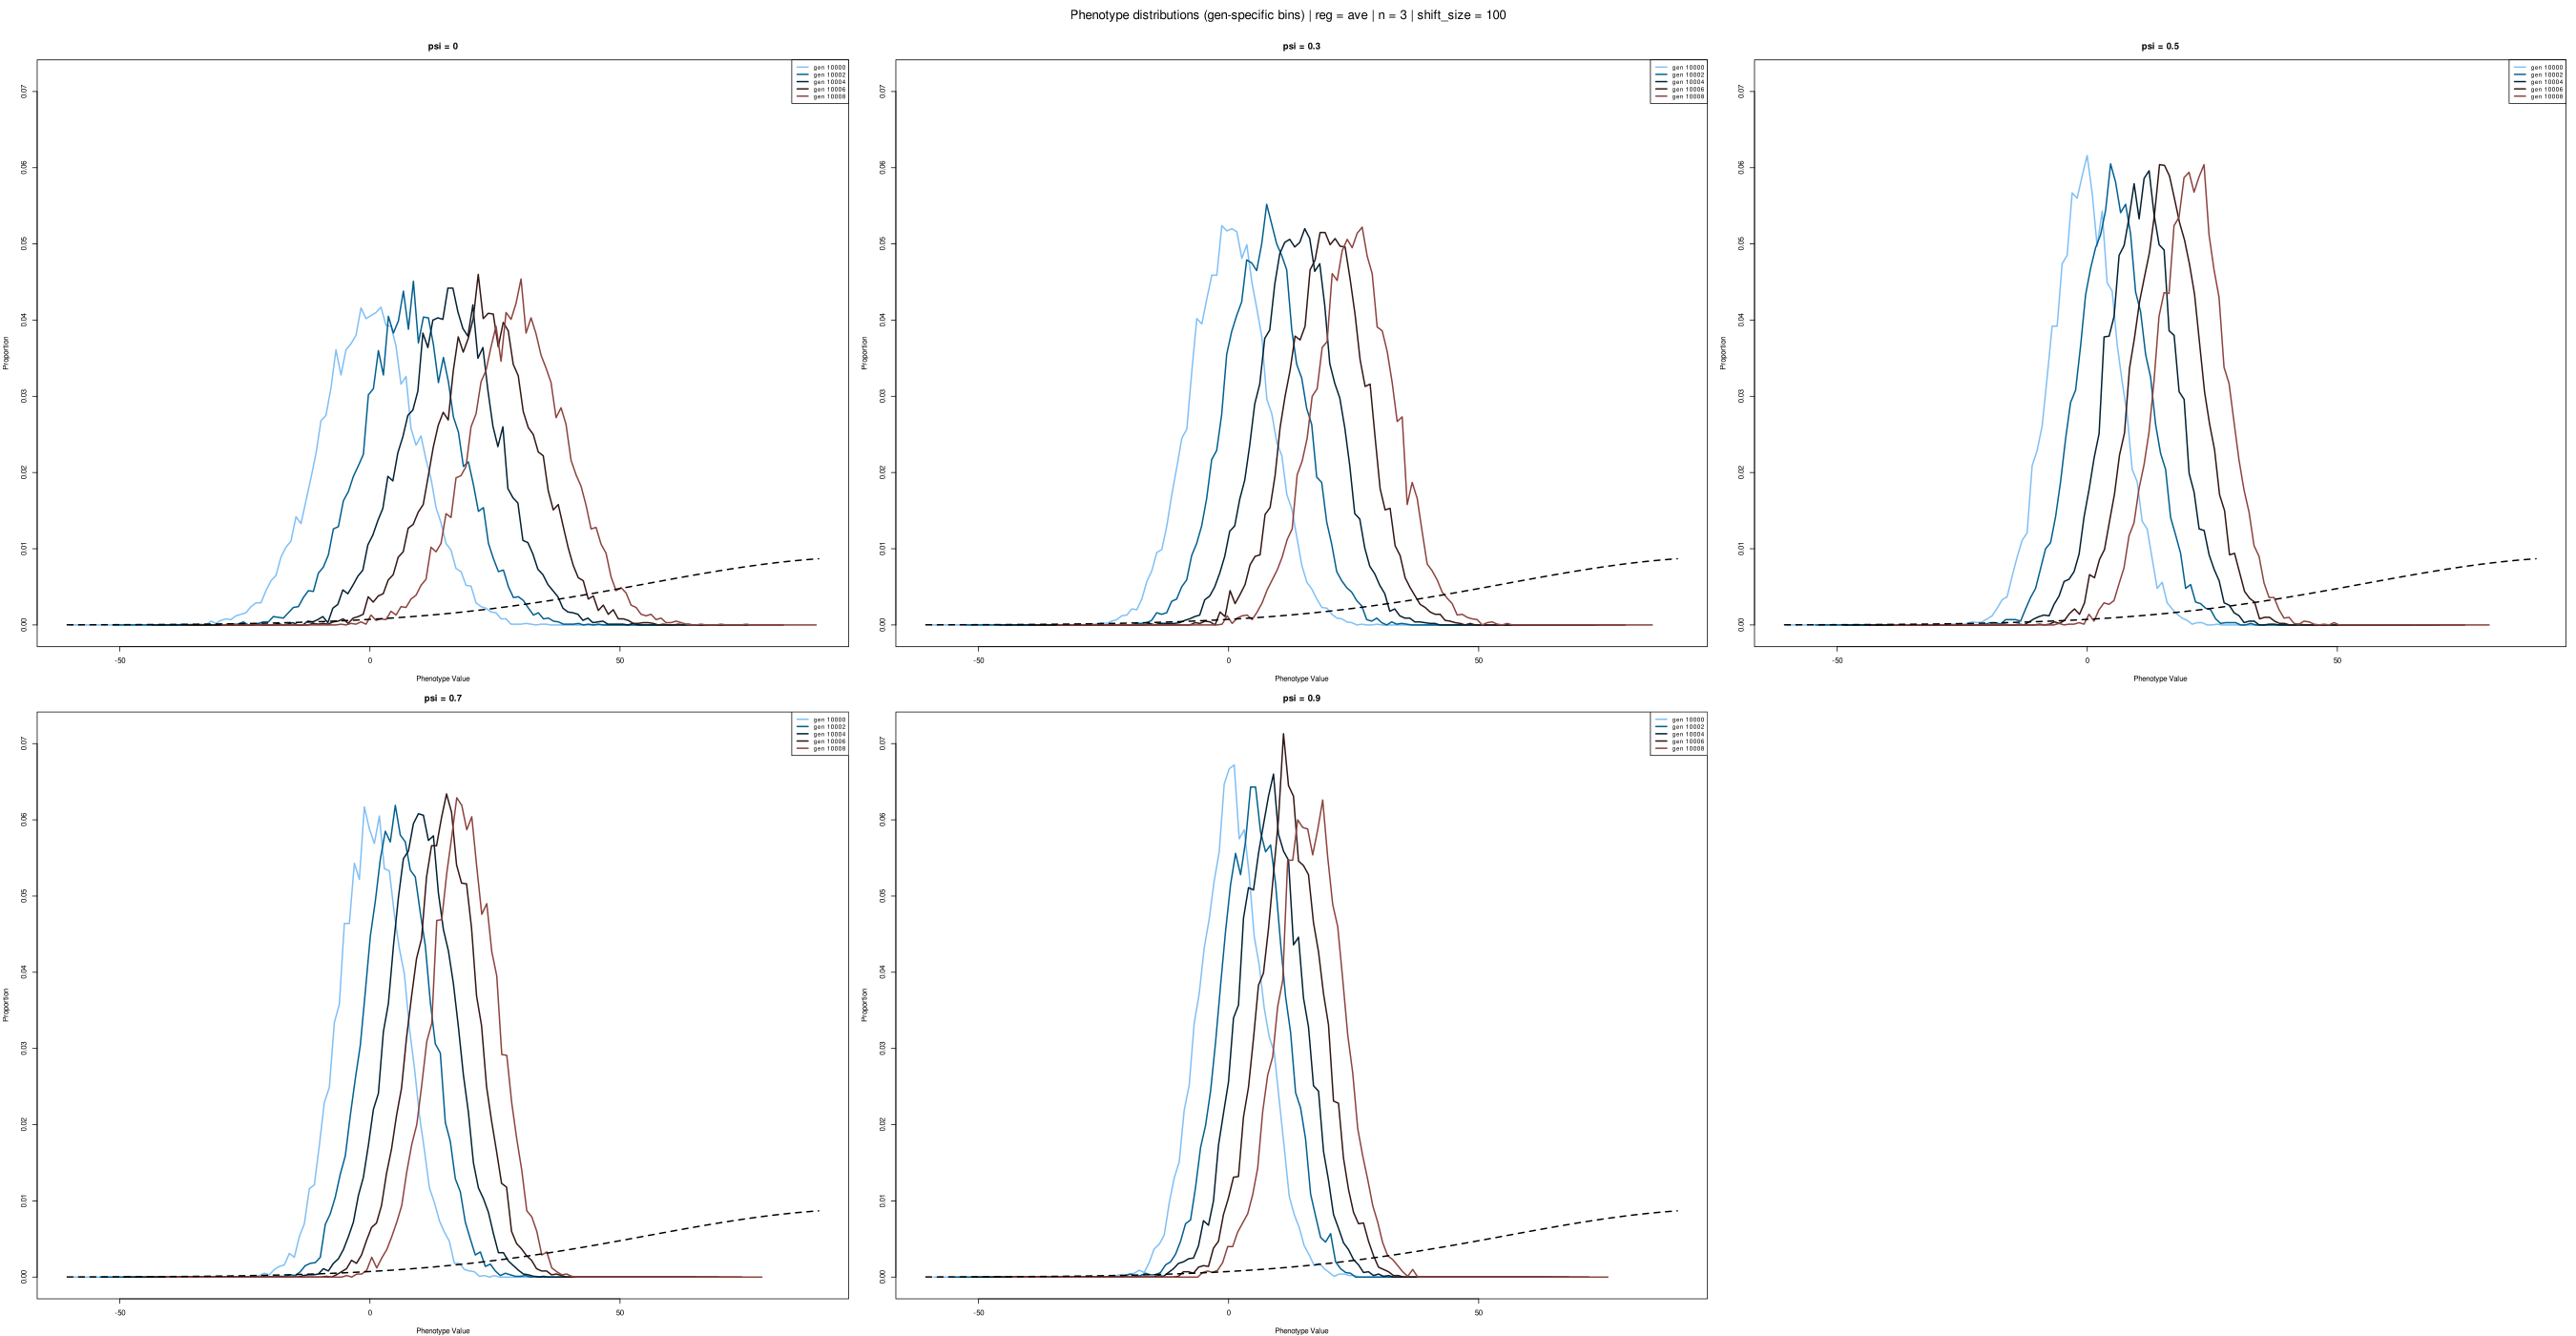 Phenotype distributions (gen-specific bins) | reg = ave | n = 3 | shift_size = 100
psi = 0
gen 10000
gen 10002
gen 10004
gen 10006
gen 10008
0.07
0.06
0.05
0.04
0.03
0.02
0.01
0.00
Proportion
-50
0
50
Phenotype Value
psi = 0.3
gen 10000
gen 10002
gen 10004
gen 10006
gen 10008
0.07
0.06
0.05
0.04
0.03
0.02
0.01
0.00
Proportion
-50
0
50
Phenotype Value
psi = 0.5
gen 10000
gen 10002
gen 10004
gen 10006
gen 10008
0.07
0.06
0.05
0.04
0.03
0.02
0.01
0.00
Proportion
-50
0
50
Phenotype Value
psi = 0.7
gen 10000
gen 10002
gen 10004
gen 10006
gen 10008
0.07
0.06
0.05
0.04
0.03
0.02
0.01
0.00
Proportion
-50
0
50
Phenotype Value
psi = 0.9
gen 10000
gen 10002
gen 10004
gen 10006
gen 10008
0.07
0.06
0.05
0.04
0.03
0.02
0.01
0.00
Proportion
-50
0
50
Phenotype Value